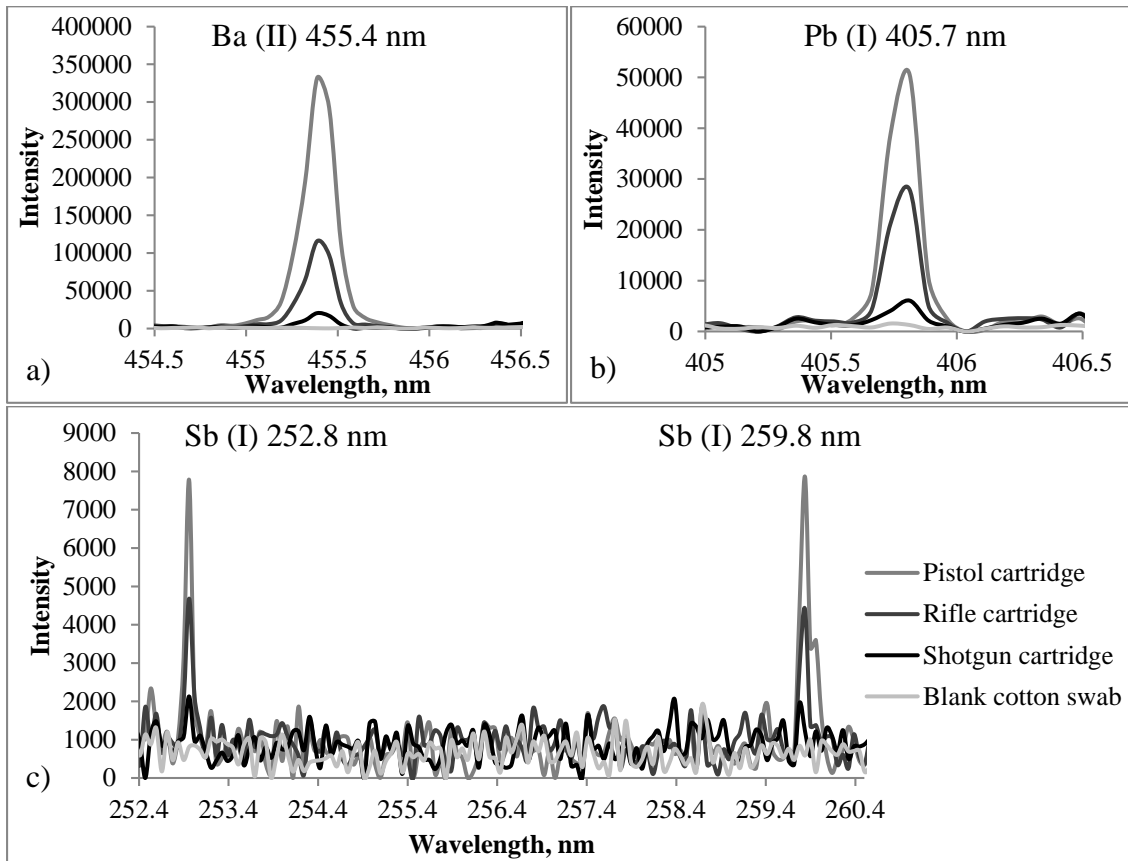 Ba (II) 455.4 nm
400000
350000
300000
250000
200000
150000
100000
50000
0
Intensity
454.5 455 455.5 456 456.5
Wavelength, nm
a)
Pb (I) 405.7 nm
60000
50000
40000
30000
20000
10000
0
Intensity
405 405.5 406 406.5
Wavelength, nm
b)
Sb (I) 252.8 nm Sb (I) 259.8 nm
9000
8000
7000
6000
5000
4000
3000
2000
1000
0
Intensity
Pistol cartridge
Rifle cartridge
Shotgun cartridge
Blank cotton swab
c)
252.4 253.4 254.4 255.4 256.4 257.4 258.4 259.4 260.4
Wavelength, nm